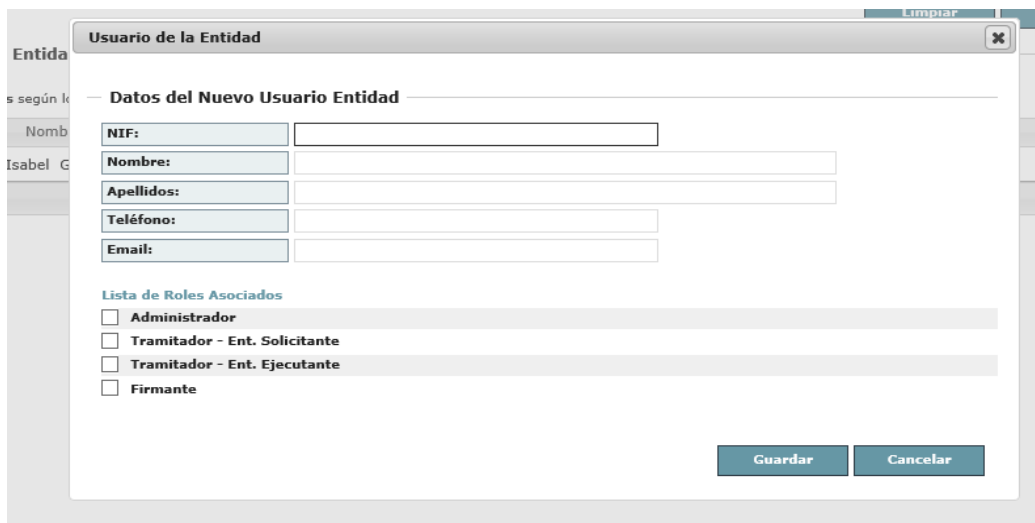 Limpiar
Usuario de la Entidad
Entida
s según
Datos del Nuevo Usuario Entidad
Nomb
NIF:
Isabel G
Nombre:
Apellidos:
Teléfono:
Email:
Lista de Roles Asociados
Administrador
Tramitador - Ent. Solicitante
Tramitador - Ent. Ejecutante
Firmante
Guardar Cancelar